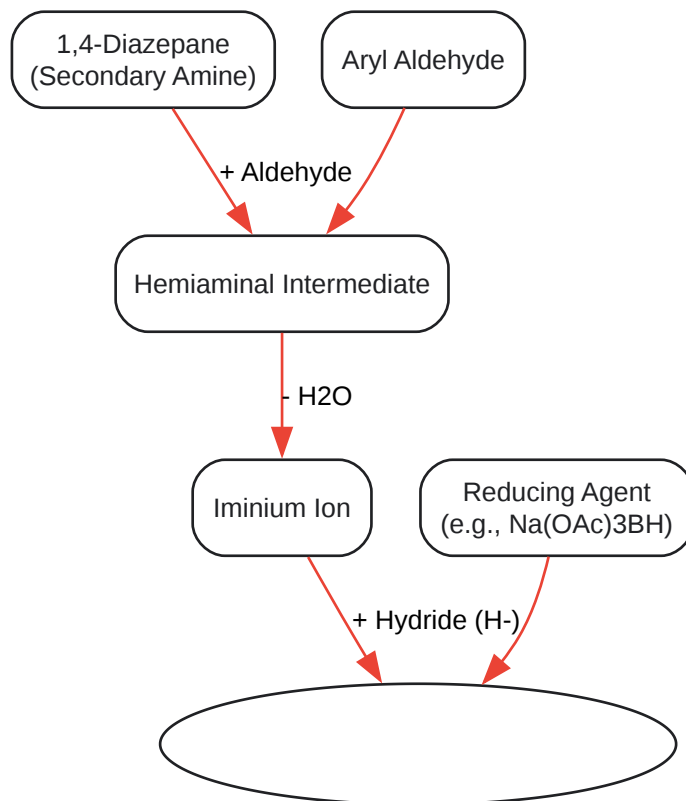 1,4-Diazepane
(Secondary Amine)
Aryl Aldehyde
+ Aldehyde
Hemiaminal Intermediate
- H2O
Iminium Ion
Reducing Agent
(e.g., Na(OAc)3BH)
+ Hydride (H-)